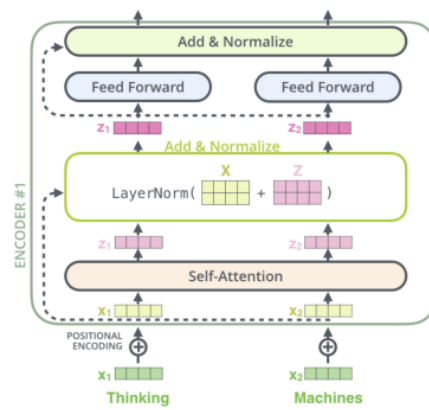 Add & Normalize
Feed Forward Feed Forward
z1 z2
Add & Normalize
X Z
LayerNorm( + )
z1 z2
Self-Attention
x1 x2
POSITIONAL
ENCODING
x1 x2
Thinking Machines
ENCODER #1